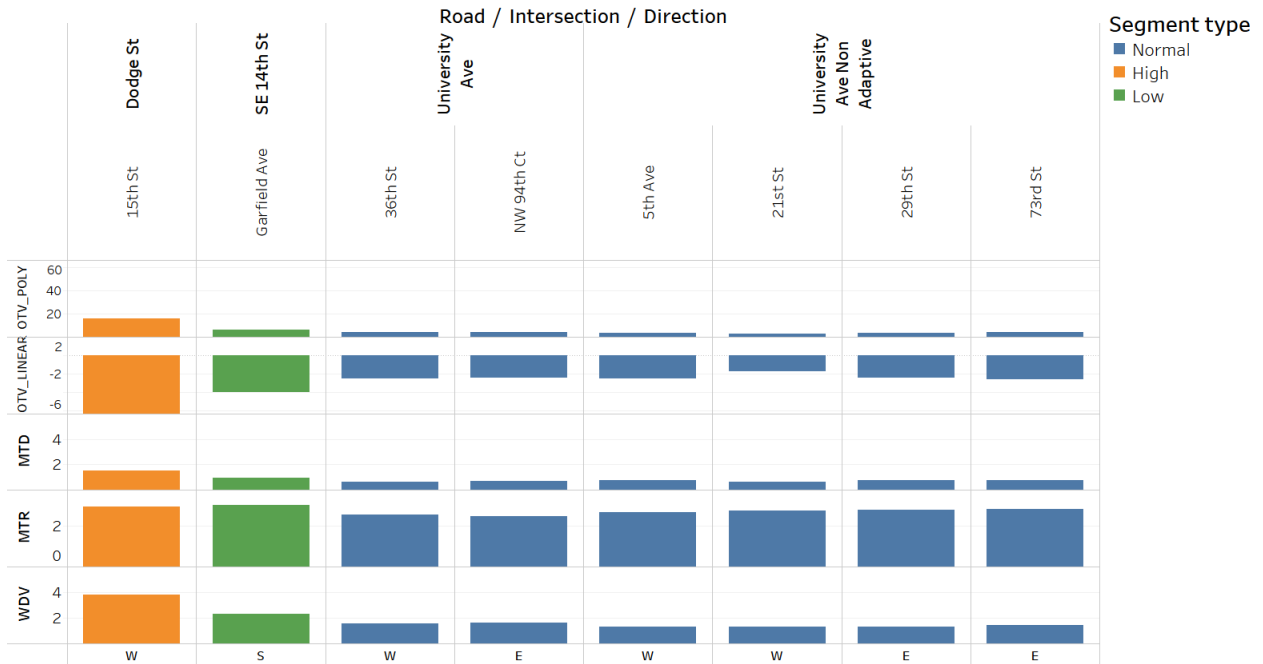 Road / Intersection / Direction
Segment type
Normal
High
Low
Dodge St
SE 14th St
University
Ave
University
Ave Non
Adaptive
15th St
Garfield Ave
36th St
NW 94th Ct
5th Ave
21st St
29th St
73rd St
OTV_POLY
60
40
20
OTV_LINEAR
2
-2
-6
MTD
4
2
MTR
2
0
WDV
4
2
W S W E W W E E